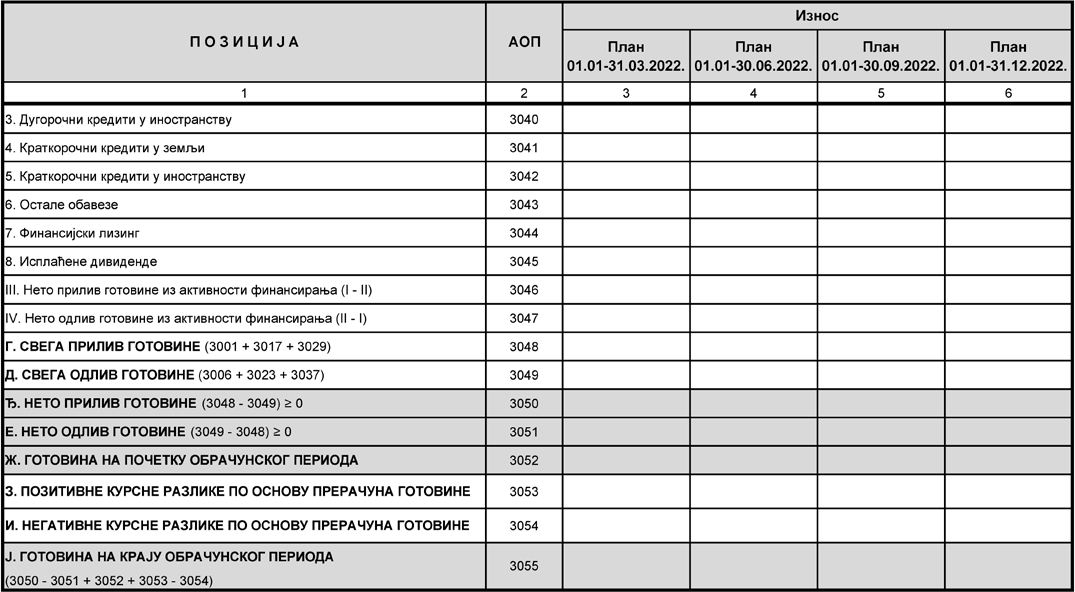 П О З И Ц И Ј А АОП Износ
План План План План
01.01-31.03.2022. 01.01-30.06.2022. 01.01-30.09.2022. 01.01-31.12.2022.
1 2 3 4 5 6
3. Дугорочни кредити у иностранству 3040
4. Краткорочни кредити у земљи 3041
5. Краткорочни кредити у иностранству 3042
6. Остале обавезе 3043
7. Финансијски лизинг 3044
8. Исплаћене дивиденде 3045
III. Нето прилив готовине из активности финансирања (I - II) 3046
IV. Нето одлив готовине из активности финансирања (II - I) 3047
Г. СВЕГА ПРИЛИВ ГОТОВИНЕ (3001 + 3017 + 3029) 3048
Д. СВЕГА ОДЛИВ ГОТОВИНЕ (3006 + 3023 + 3037) 3049
Ђ. НЕТО ПРИЛИВ ГОТОВИНЕ (3048 - 3049) ≥ 0 3050
Е. НЕТО ОДЛИВ ГОТОВИНЕ (3049 - 3048) ≥ 0 3051
Ж. ГОТОВИНА НА ПОЧЕТКУ ОБРАЧУНСКОГ ПЕРИОДА 3052
З. ПОЗИТИВНЕ КУРСНЕ РАЗЛИКЕ ПО ОСНОВУ ПРЕРАЧУНА ГОТОВИНЕ 3053
И. НЕГАТИВНЕ КУРСНЕ РАЗЛИКЕ ПО ОСНОВУ ПРЕРАЧУНА ГОТОВИНЕ 3054
Ј. ГОТОВИНА НА КРАЈУ ОБРАЧУНСКОГ ПЕРИОДА 3055
(3050 - 3051 + 3052 + 3053 - 3054)